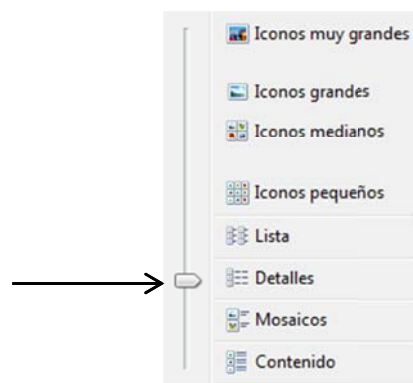 Iconos muy grandes
Iconos grandes
Iconos medianos
Iconos pequeños
Lista
Detalles
Mosaicos
Contenido